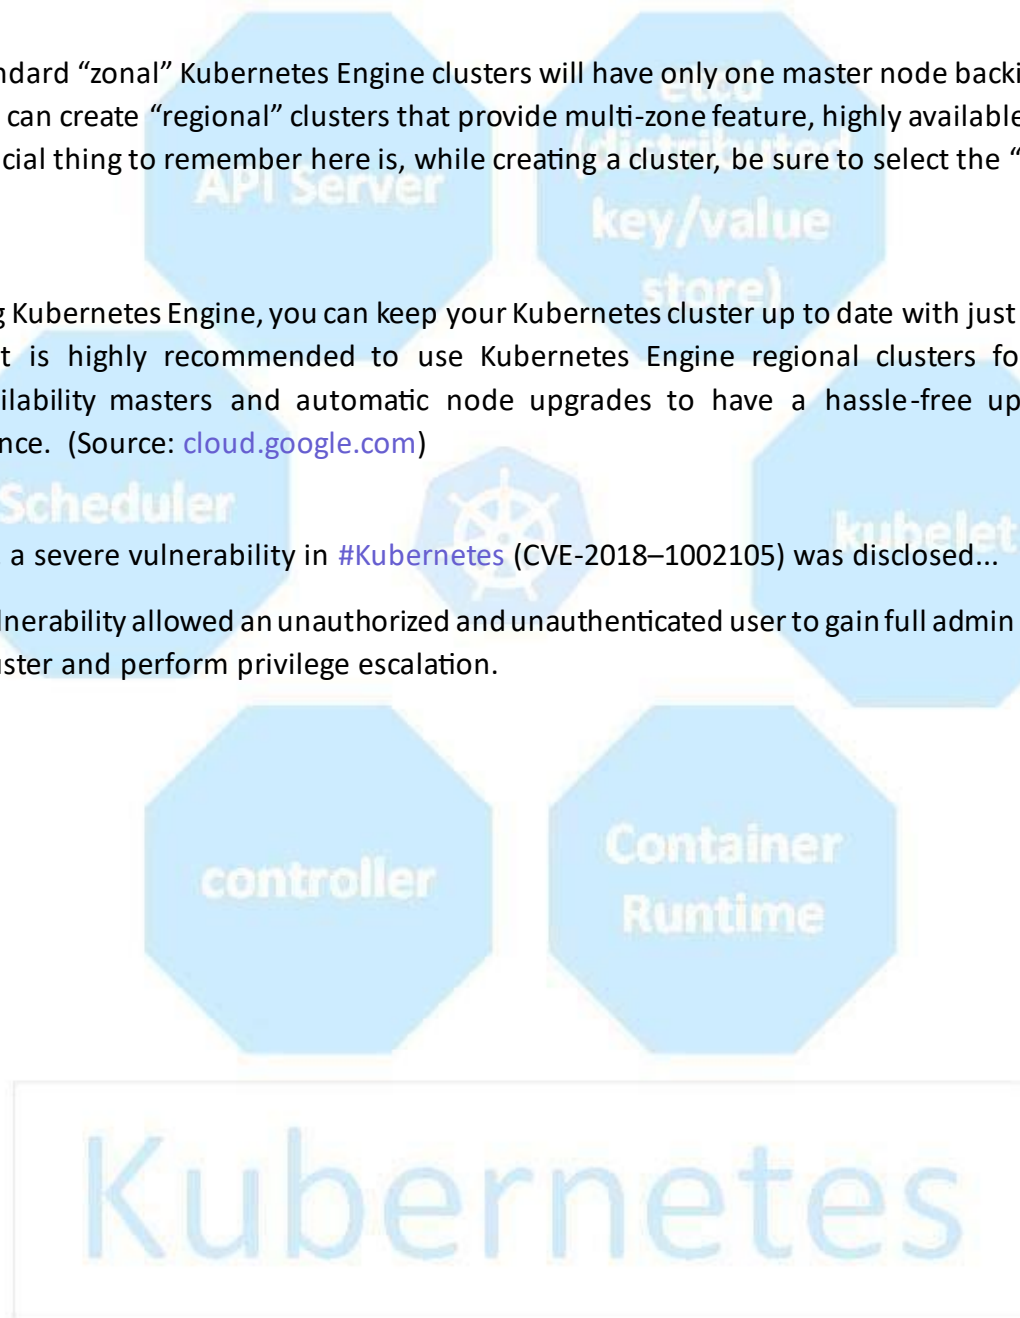 ndard “zonal” Kubernetes Engine clusters will have only one master node backi
can create “regional” clusters that provide multi-zone feature, highly available
cial thing to remember here is, while creating a cluster, be sure to select the “
etcd
(distributed
key/value
store)
API Server
g Kubernetes Engine, you can keep your Kubernetes cluster up to date with just
t is highly recommended to use Kubernetes Engine regional clusters fo
ilability masters and automatic node upgrades to have a hassle-free up
nce. (Source: cloud.google.com)
Scheduler
kubelet
a severe vulnerability in #Kubernetes (CVE-2018–1002105) was disclosed...
lnerability allowed an unauthorized and unauthenticated user to gain full admin
uster and perform privilege escalation.
controller
Container
Runtime
Kubernetes